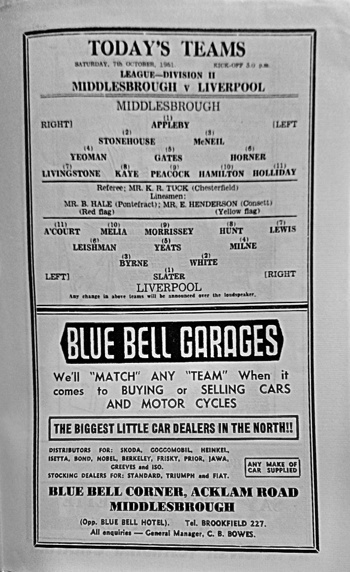 TODAY'S TEAMS
SATURDAY, 7th OCTOBER, 1961. KICK-OFF 3.0 p.m.
LEAGUE—DIVISION II
MIDDLESBROUGH v LIVERPOOL
MIDDLESBROUGH
(1)
RIGHT] APPLEBY [LEFT
(2) (3)
STONEHOUSE McNEIL
(4) (5) (6)
YEOMAN GATES HORNER
(7) (8) (9) (10) (11)
LIVINGSTONE KAYE PEACOCK HAMILTON HOLLIDAY
Referee; MR. K. R. TUCK (Chesterfield)
Linesmen:
MR. B. HALE (Pontefract); MR. E. HENDERSON (Consett)
(Red flag) (Yellow flag)
(11) (10) (9) (8) (7)
A'COURT MELIA MORRISSEY HUNT LEWIS
(6) (5) (4)
LEISHMAN YEATS MILNE
(3) (2)
BYRNE WHITE
(1)
LEFT] SLATER [RIGHT
LIVERPOOL
Any change in above teams will be announced over the loudspeaker.
BLUE BELL GARAGES
We'll "MATCH" ANY "TEAM" When it
comes to BUYING or SELLING CARS
AND MOTOR CYCLES
THE BIGGEST LITTLE CAR DEALERS IN THE NORTH!!
DISTRIBUTORS FOR: SKODA, GOGGOMOBIL, HEINKEL,
ISETTA, BOND, NOBEL, BERKELEY, FRISKY, PRIOR, JAWA,
GREEVES and ISO.
STOCKING DEALERS FOR: STANDARD, TRIUMPH and FIAT.
ANY MAKE OF
CAR SUPPLIED
BLUE BELL CORNER, ACKLAM ROAD
MIDDLESBROUGH
(Opp. BLUE BELL HOTEL). Tel. BROOKFIELD 227.
All enquiries — General Manager, C. B. BOWES.